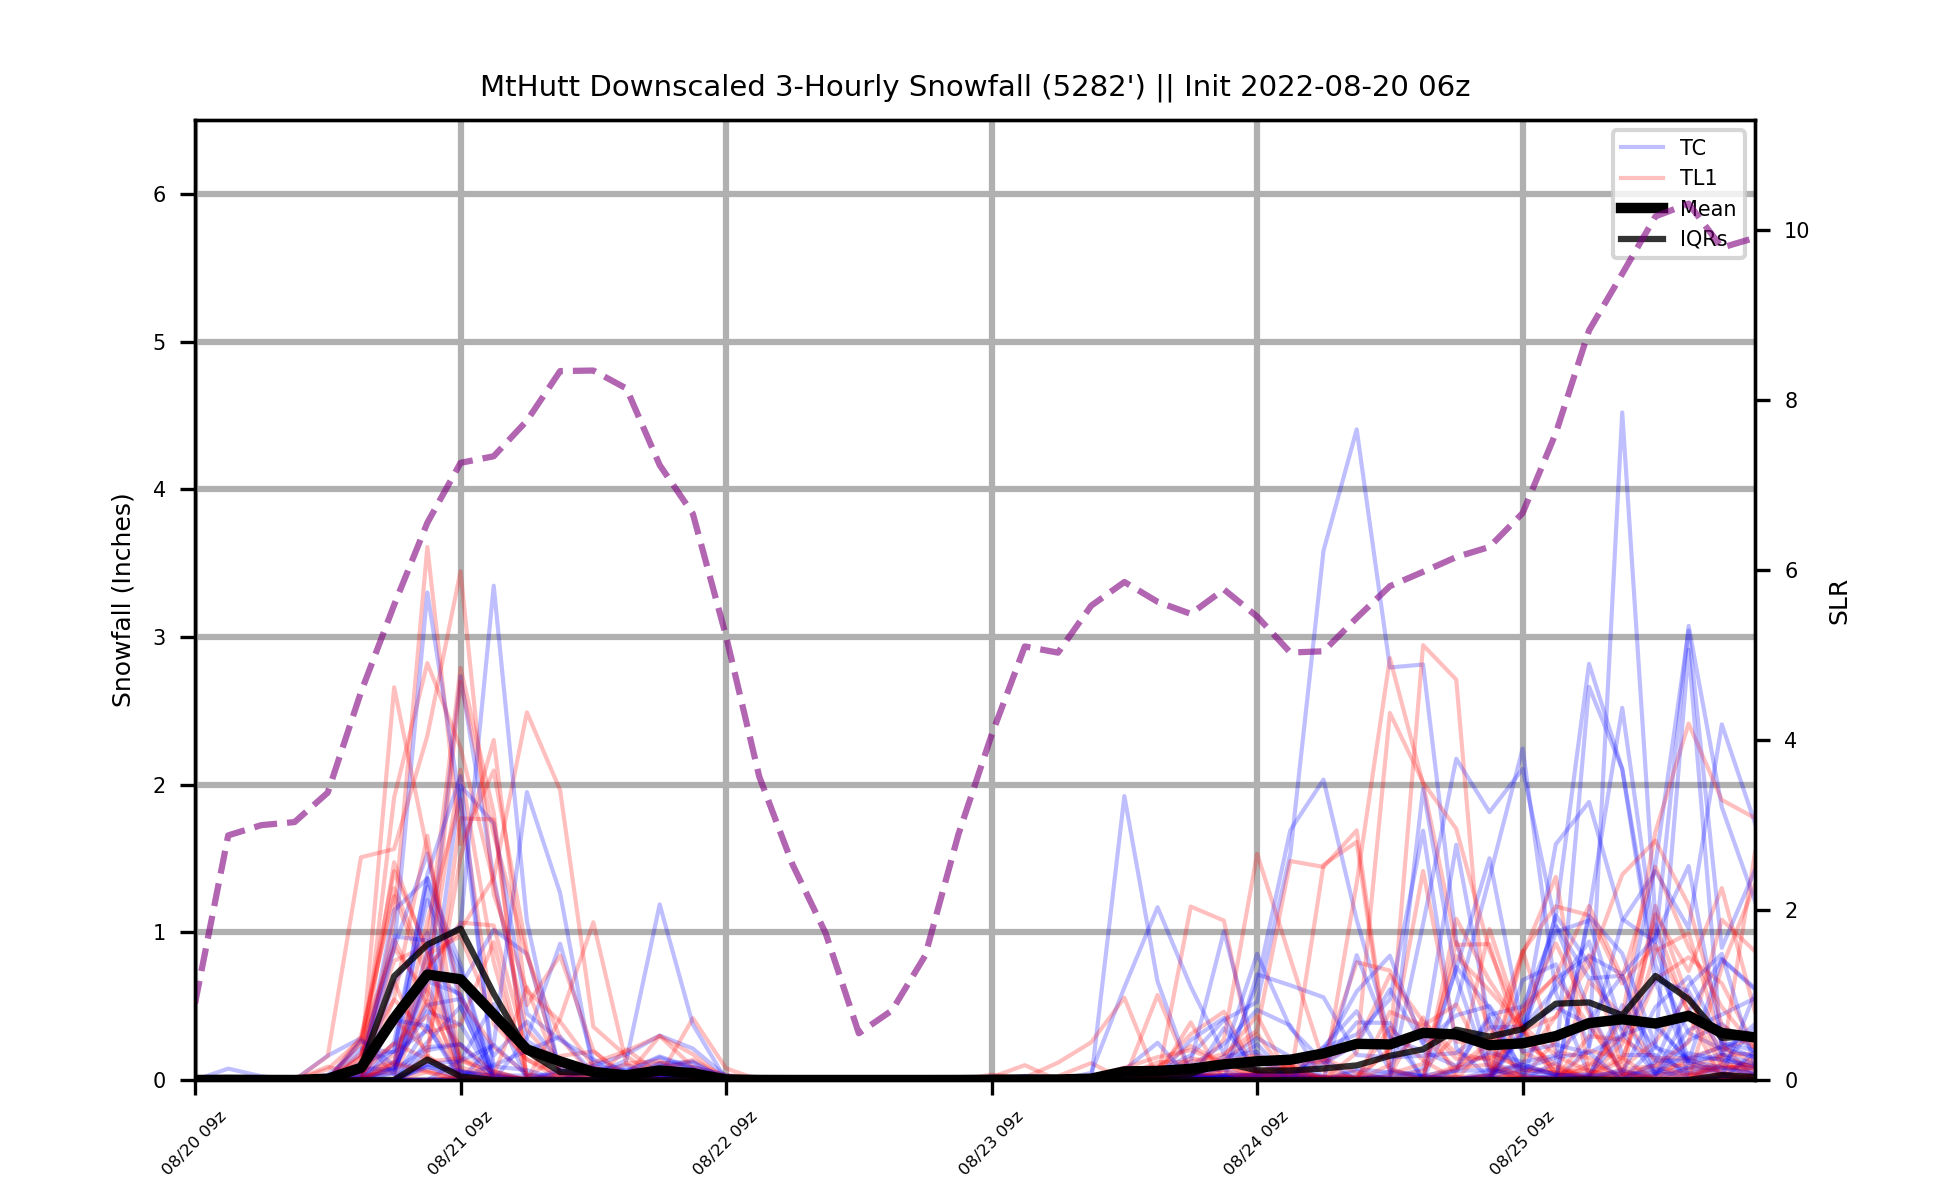 MtHutt Downscaled 3-Hourly Snowfall (5282') || Init 2022-08-20 06z
TC
TL1
Mean
IQRs
Snowfall (Inches)
6
5
4
3
2
1
0
SLR
10
8
6
4
2
0
08/20 09z
08/21 09z
08/22 09z
08/23 09z
08/24 09z
08/25 09z